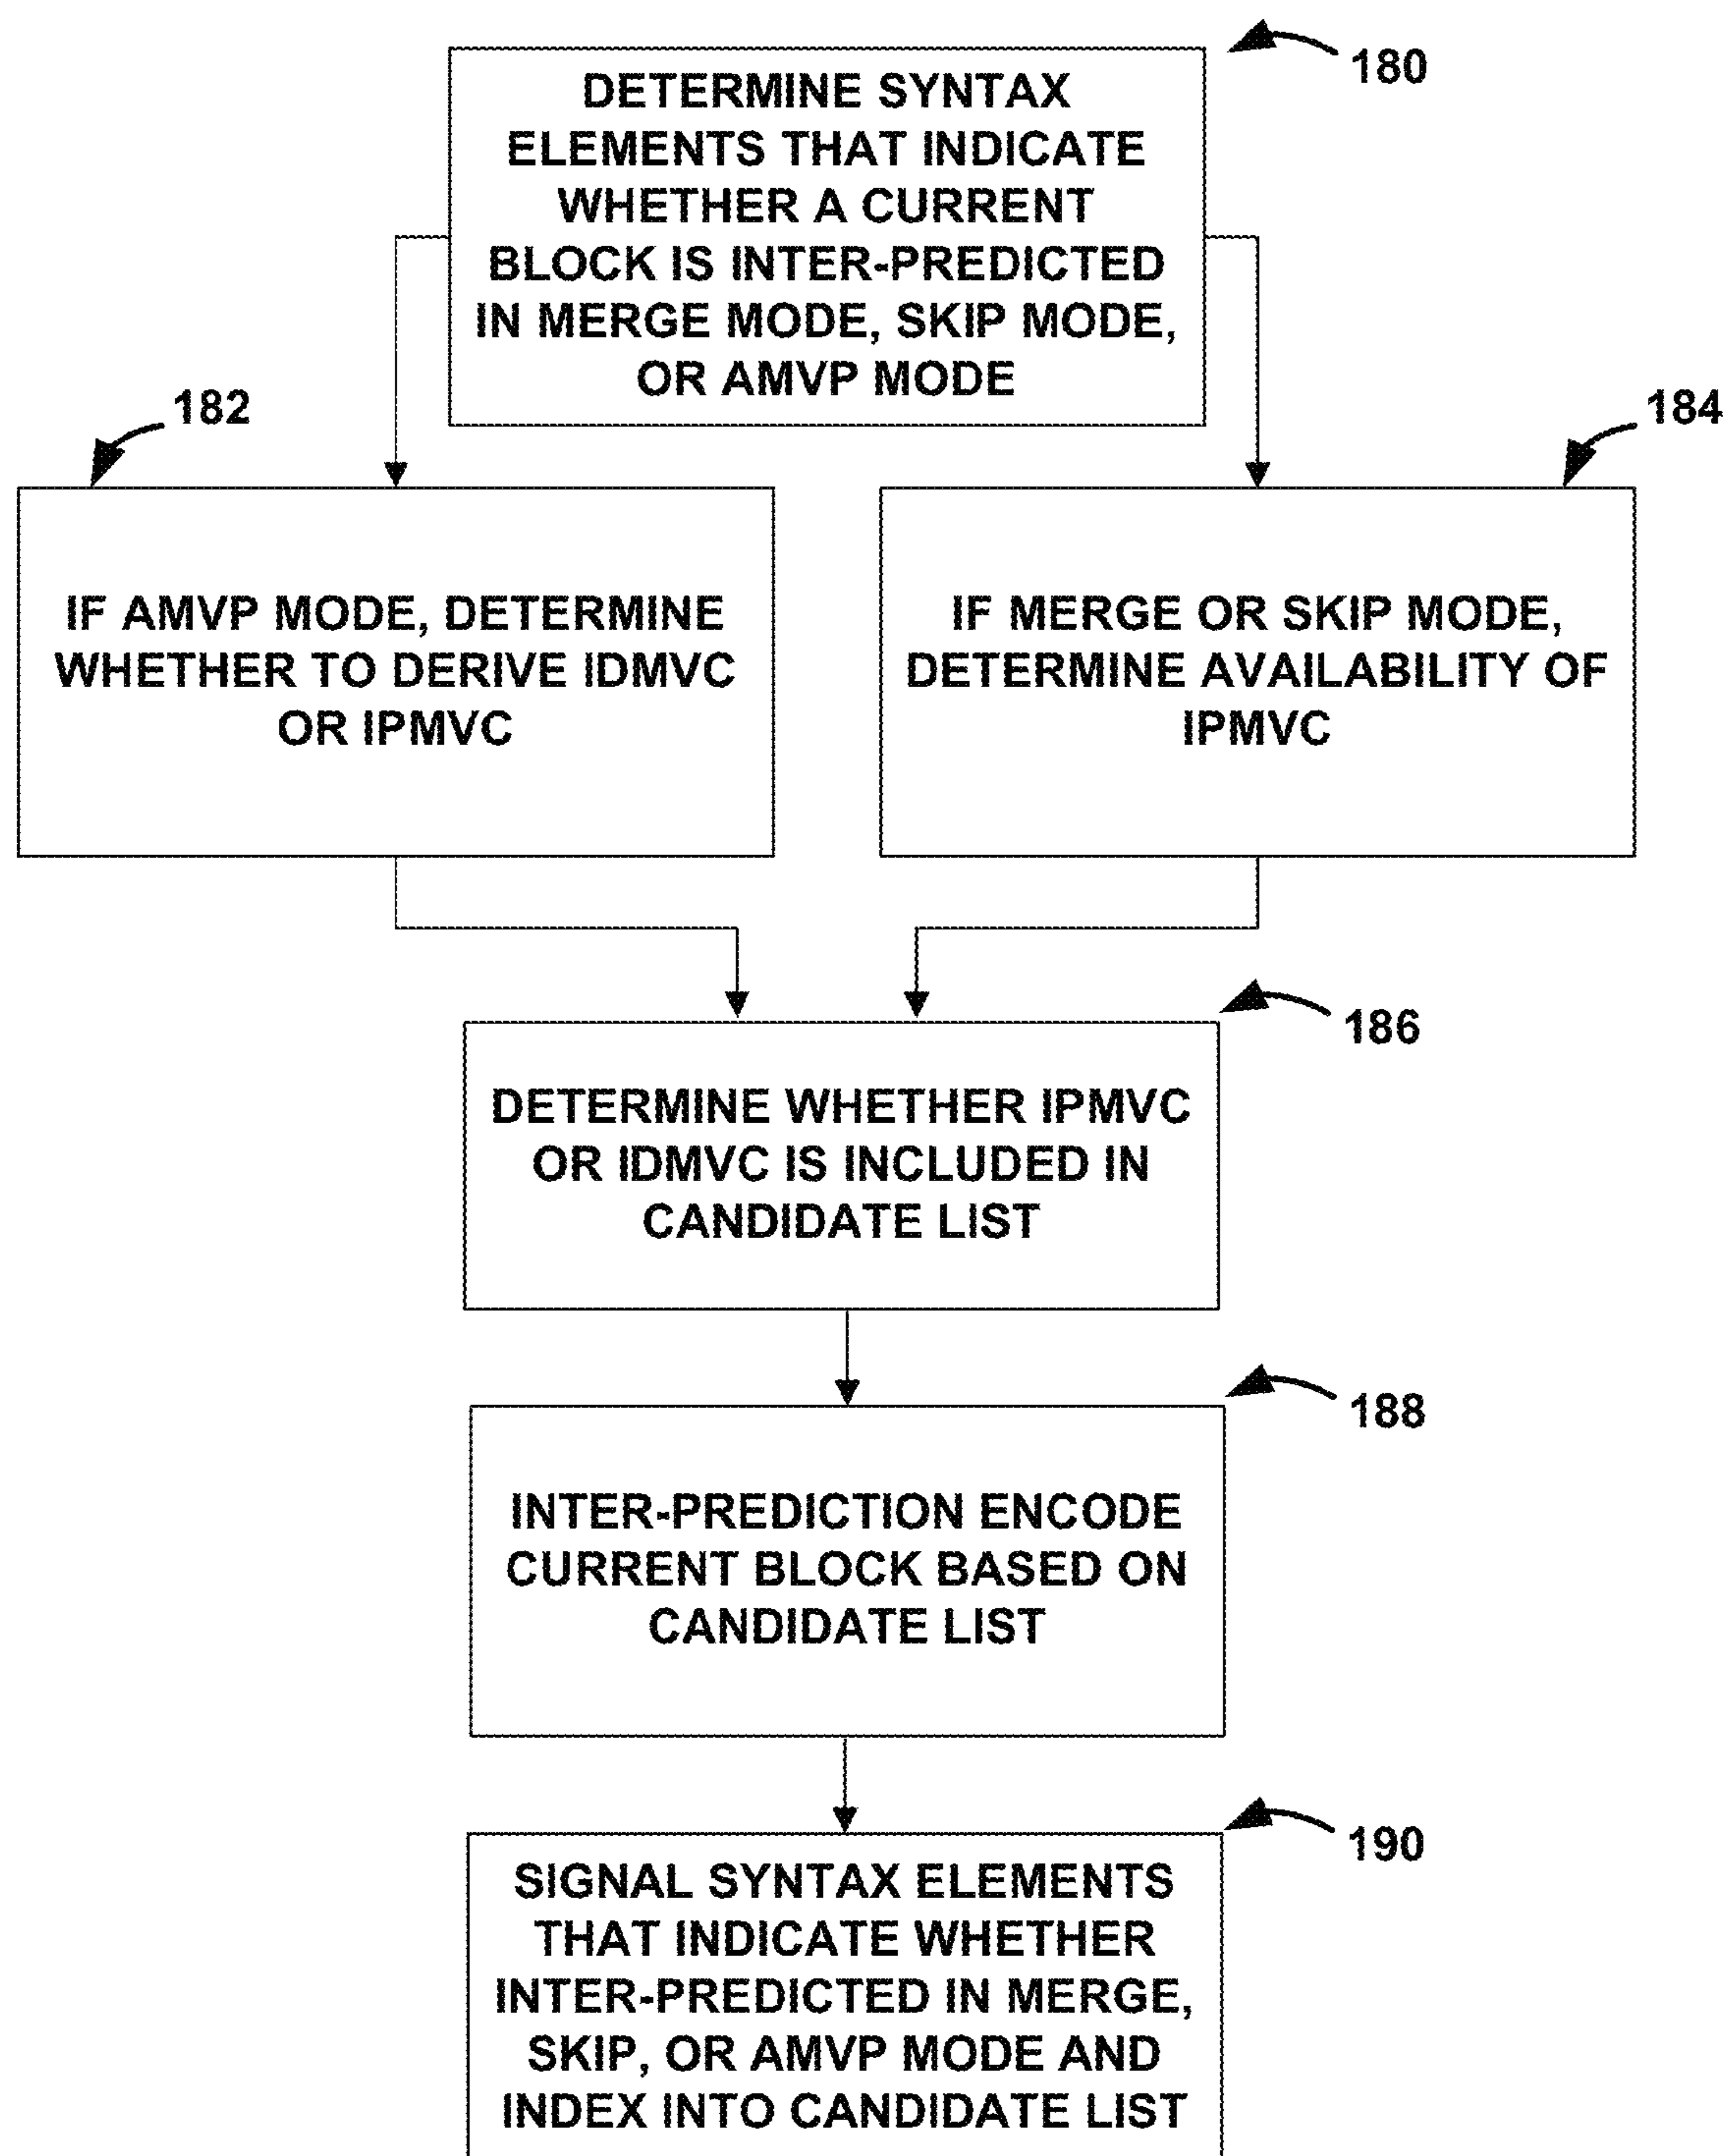 180
DETERMINE SYNTAX
ELEMENTS THAT INDICATE
WHETHER A CURRENT
BLOCK IS INTER-PREDICTED
IN MERGE MODE, SKIP MODE,
OR AMVP MODE
182
184
IF AMVP MODE, DETERMINE
WHETHER TO DERIVE IDMVC
OR IPMVC
IF MERGE OR SKIP MODE,
DETERMINE AVAILABILITY OF
IPMVC
186
DETERMINE WHETHER IPMVC
OR IDMVC IS INCLUDED IN
CANDIDATE LIST
188
INTER-PREDICTION ENCODE
CURRENT BLOCK BASED ON
CANDIDATE LIST
190
SIGNAL SYNTAX ELEMENTS
THAT INDICATE WHETHER
INTER-PREDICTED IN MERGE,
SKIP, OR AMVP MODE AND
INDEX INTO CANDIDATE LIST